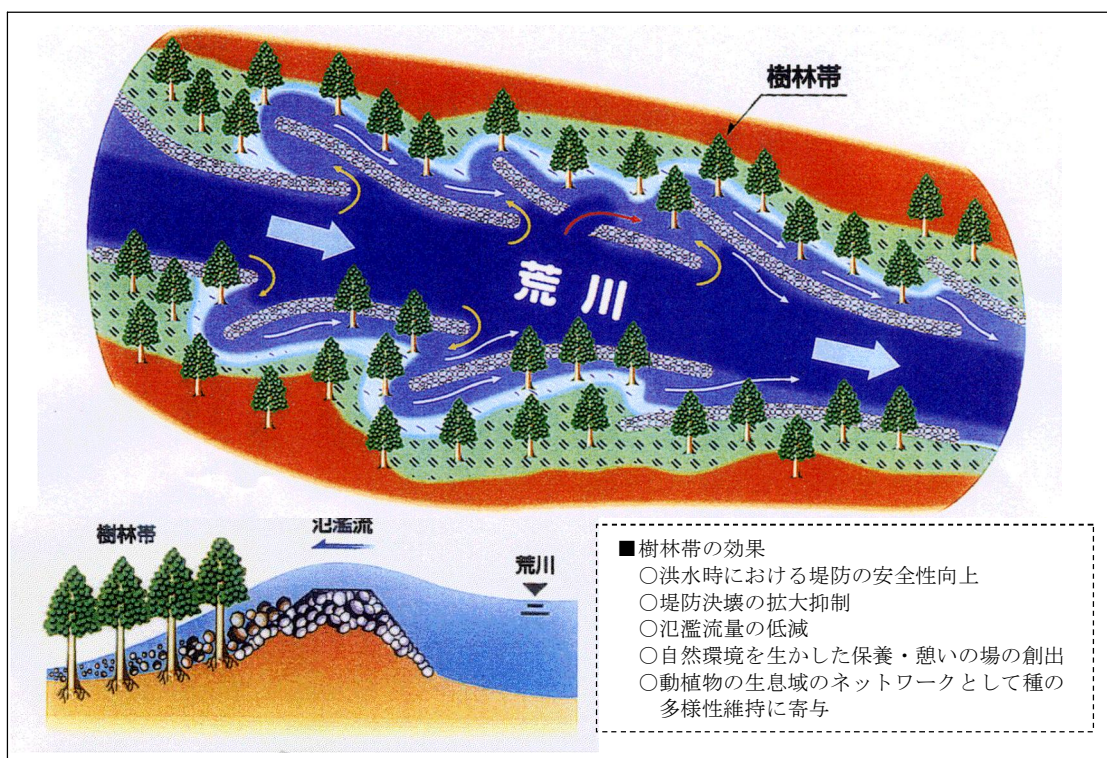 樹林帯
荒川
樹林帯
氾濫流
荒川
■樹林帯の効果
○洪水時における堤防の安全性向上
○堤防決壊の拡大抑制
○氾濫流量の低減
○自然環境を生かした保養・憩いの場の創出
○動植物の生息域のネットワークとして種の
多様性維持に寄与